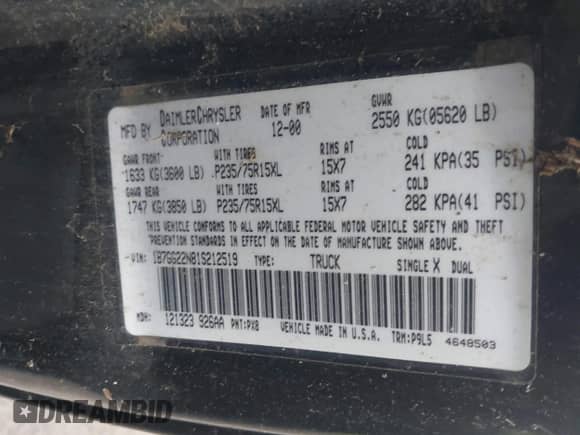 MFD BY DAIMLERCHRYSLER CORPORATION DATE OF MFR 12-00 GVWR 2550 KG(05620 LB)
GAWR FRONT WITH TIRES RIMS AT COLD
1633 KG(3600 LB) P235/75R15XL 15X7 241 KPA(35 PSI)
GAWR REAR WITH TIRES RIMS AT COLD
1747 KG(3850 LB) P235/75R15XL 15X7 282 KPA(41 PSI)
THIS VEHICLE CONFORMS TO ALL APPLICABLE FEDERAL MOTOR VEHICLE SAFETY AND THEFT
PREVENTION STANDARDS IN EFFECT ON THE DATE OF MANUFACTURE SHOWN ABOVE.
VIN: 1B7GG22N81S212519 TYPE: TRUCK SINGLE X DUAL
MDH: 121323 926AA PNT:PX8 VEHICLE MADE IN U.S.A. TRM:P9L5 4648503
DREAMBID